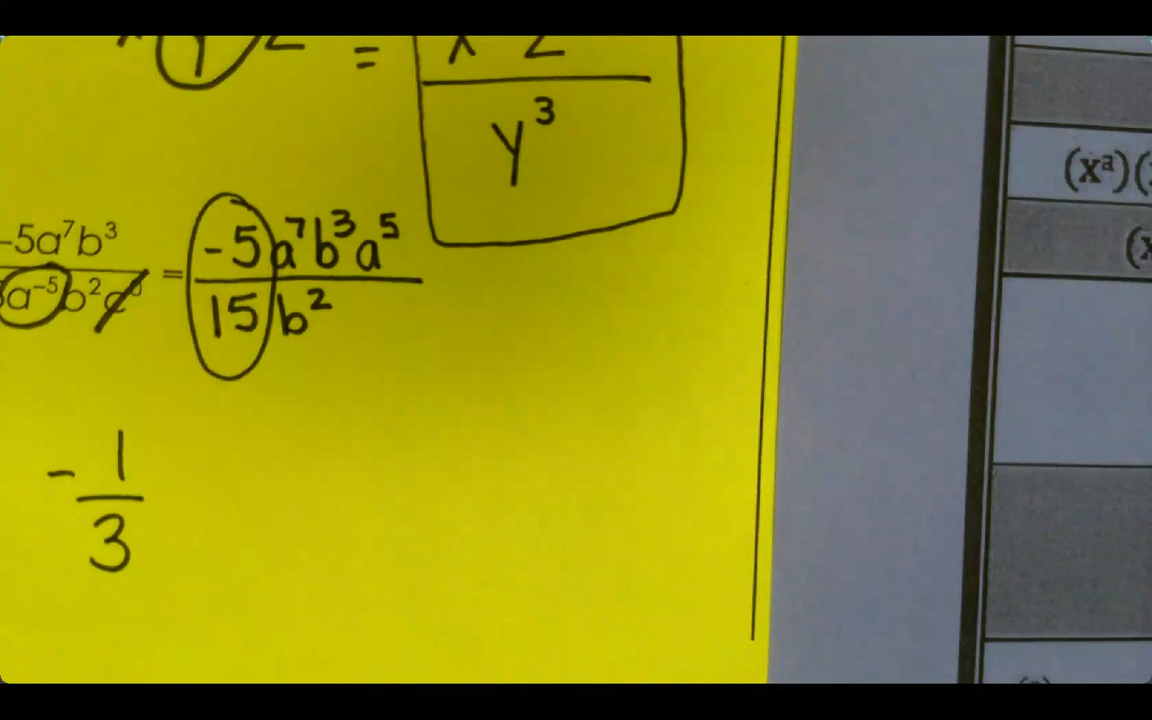 =
y³
-5a⁷b³ = -5a⁷b³a⁵
a⁻⁵b² 15b²
- 1
3
(xᵃ)(
(x